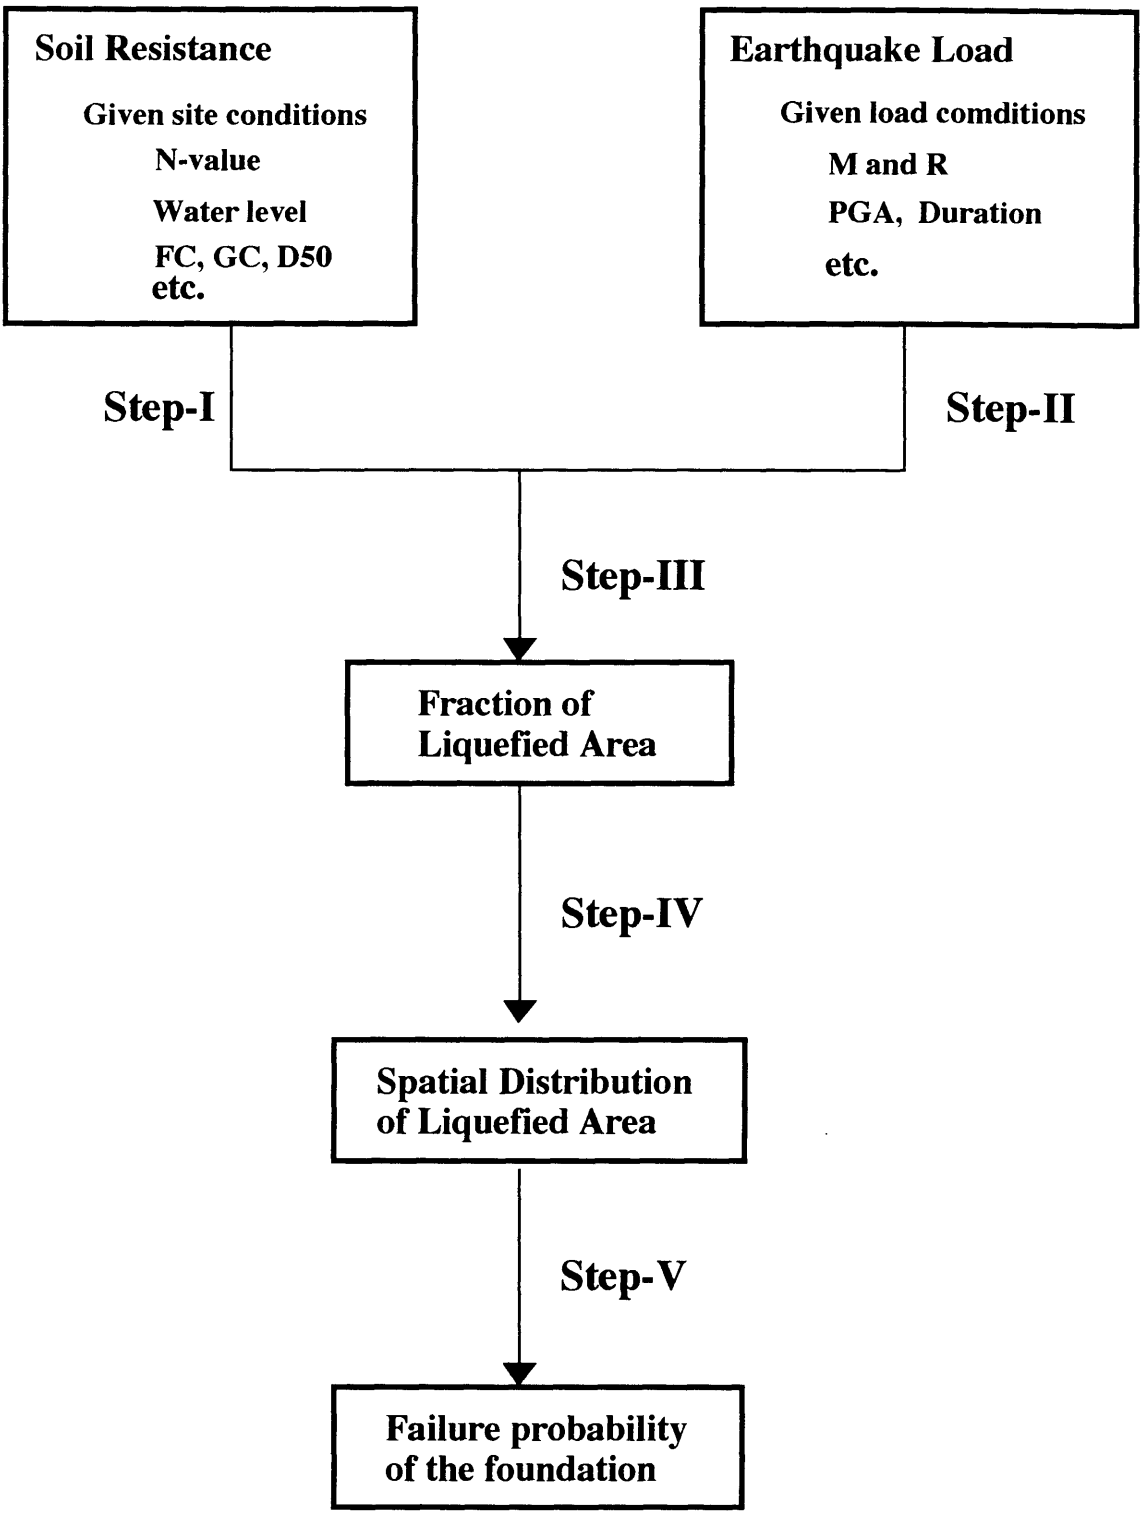 Soil Resistance
Given site conditions
N-value
Water level
FC, GC, D50
etc.
Earthquake Load
Given load comditions
M and R
PGA, Duration
etc.
Step-I
Step-II
Step-III
Fraction of
Liquefied Area
Step-IV
Spatial Distribution
of Liquefied Area
Step-V
Failure probability
of the foundation